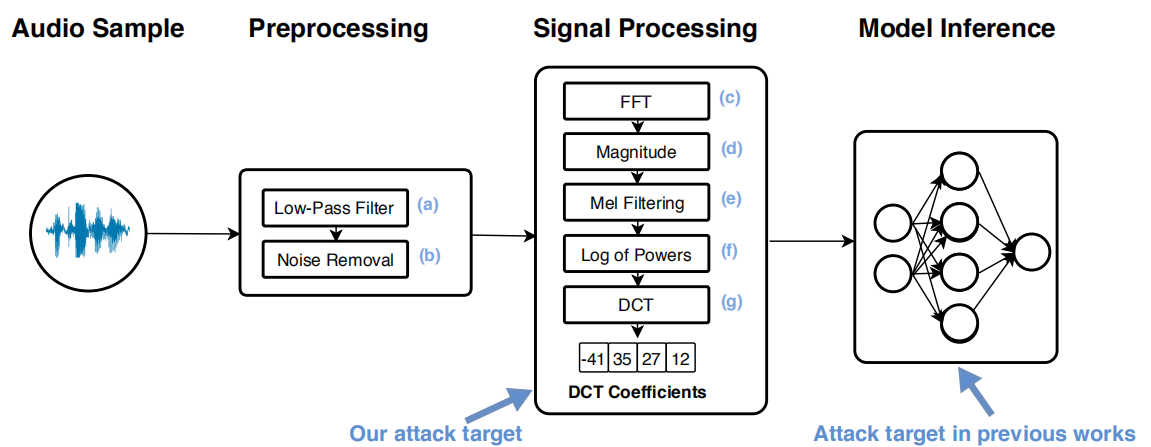 Audio Sample
Preprocessing
Signal Processing
Model Inference
Low-Pass Filter (a)
Noise Removal (b)
FFT (c)
Magnitude (d)
Mel Filtering (e)
Log of Powers (f)
DCT (g)
-41 35 27 12
DCT Coefficients
Our attack target
Attack target in previous works